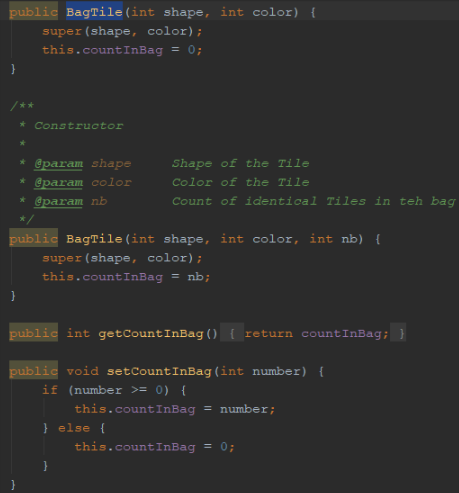 public BagTile(int shape, int color) {
    super(shape, color);
    this.countInBag = 0;
}
/**
 * Constructor
 *
 * @param shape     Shape of the Tile
 * @param color     Color of the Tile
 * @param nb        Count of identical Tiles in teh bag
 */
public BagTile(int shape, int color, int nb) {
    super(shape, color);
    this.countInBag = nb;
}
public int getCountInBag() { return countInBag; }
public void setCountInBag(int number) {
    if (number >= 0) {
        this.countInBag = number;
    } else {
        this.countInBag = 0;
    }
}